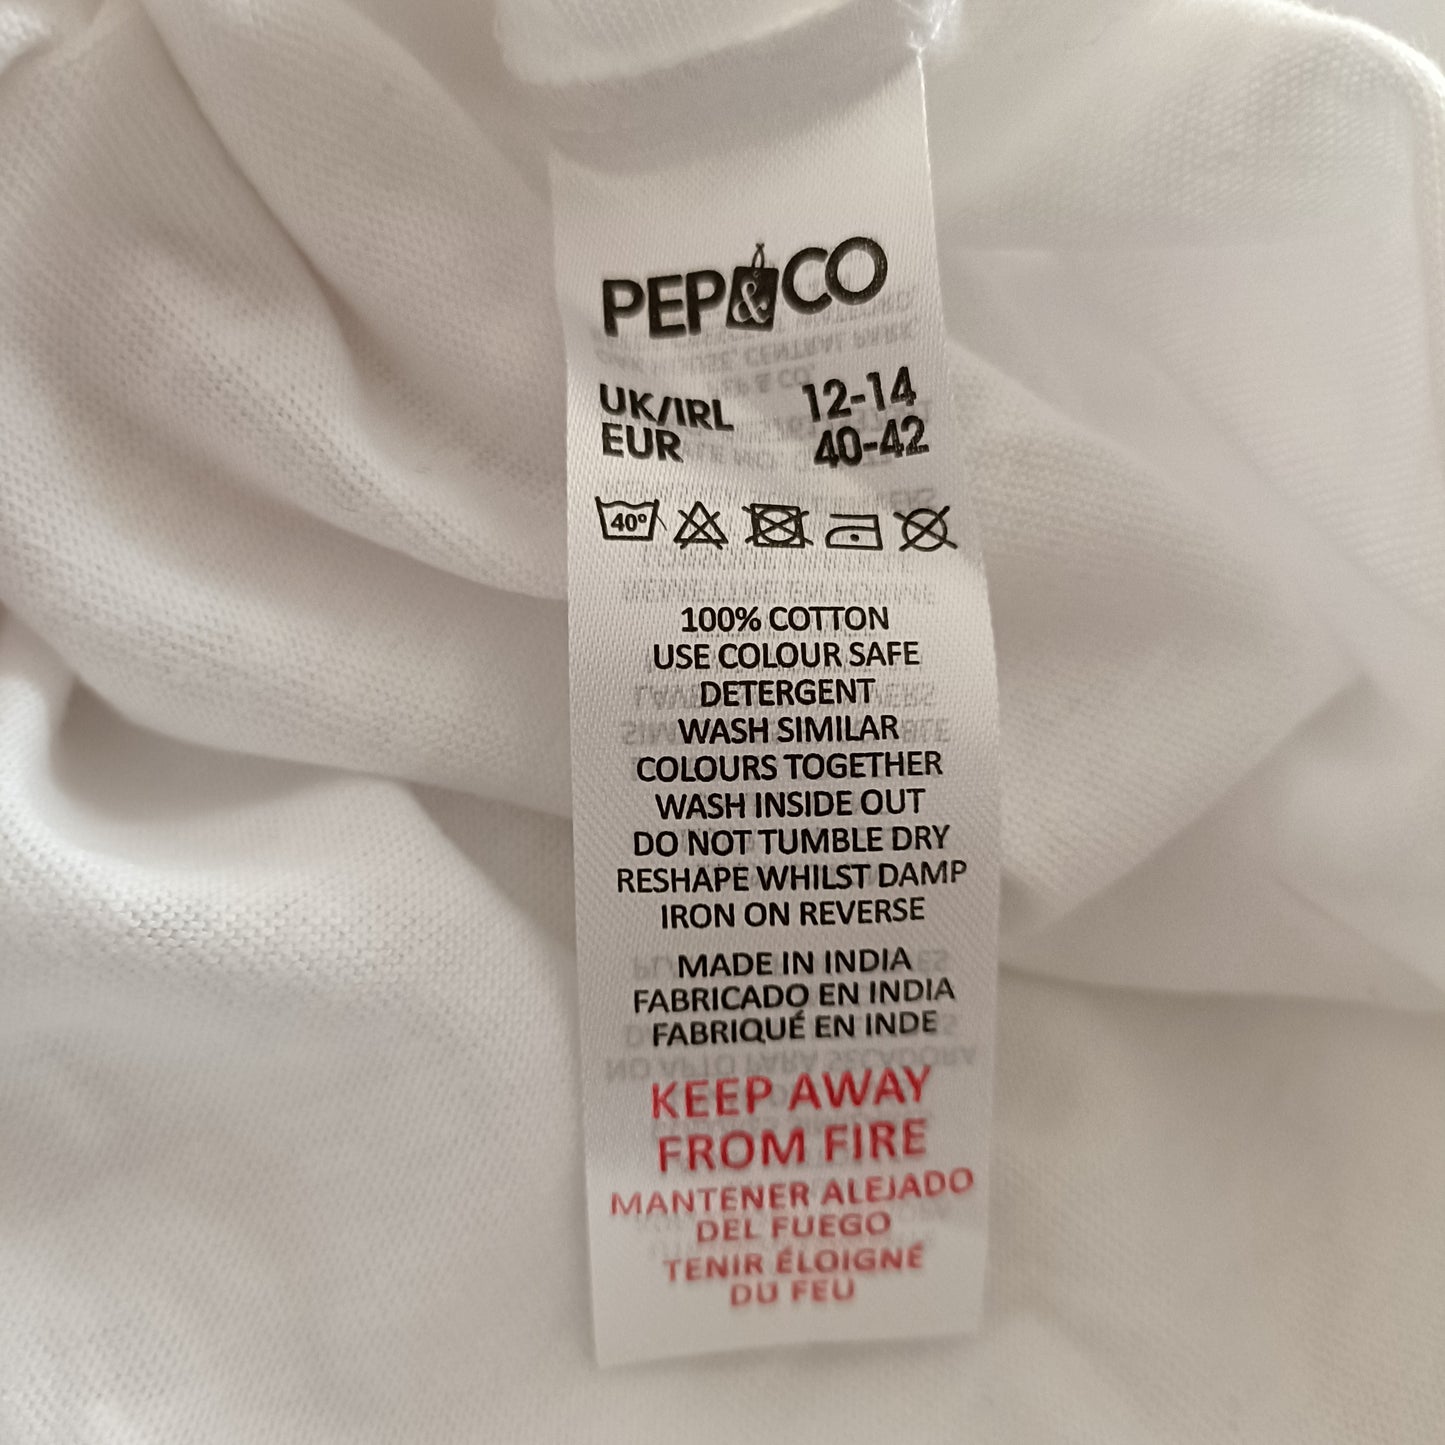 PEP&CO
UK/IRL 12-14
EUR 40-42
40°
100% COTTON
USE COLOUR SAFE
DETERGENT
WASH SIMILAR
COLOURS TOGETHER
WASH INSIDE OUT
DO NOT TUMBLE DRY
RESHAPE WHILST DAMP
IRON ON REVERSE
MADE IN INDIA
FABRICADO EN INDIA
FABRIQUÉ EN INDE
KEEP AWAY
FROM FIRE
MANTENER ALEJADO
DEL FUEGO
TENIR ÉLOIGNÉ
DU FEU